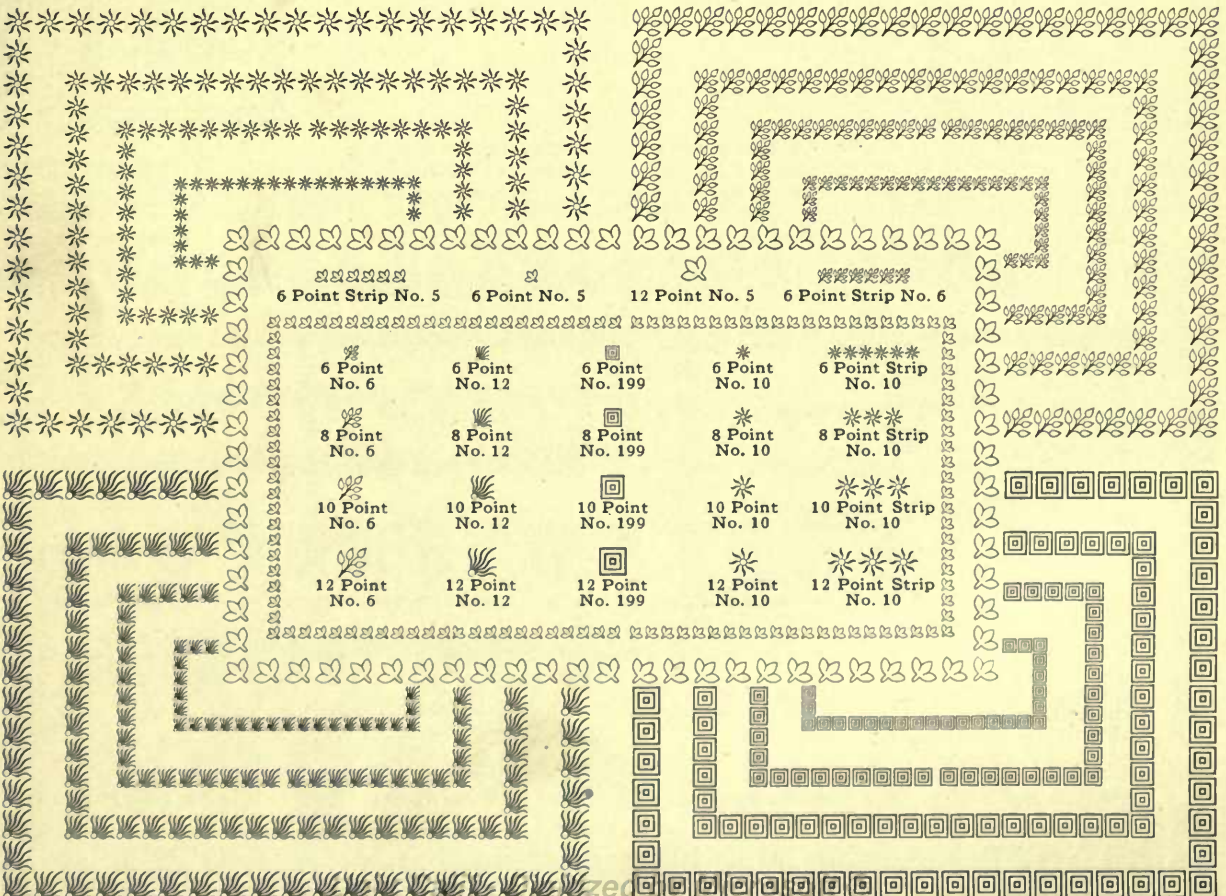 6 Point Strip No. 5 6 Point No. 5 12 Point No. 5 6 Point Strip No. 6
6 Point 6 Point 6 Point 6 Point 6 Point Strip
No. 6 No. 12 No. 199 No. 10 No. 10
8 Point 8 Point 8 Point 8 Point 8 Point Strip
No. 6 No. 12 No. 199 No. 10 No. 10
10 Point 10 Point 10 Point 10 Point 10 Point Strip
No. 6 No. 12 No. 199 No. 10 No. 10
12 Point 12 Point 12 Point 12 Point 12 Point Strip
No. 6 No. 12 No. 199 No. 10 No. 10